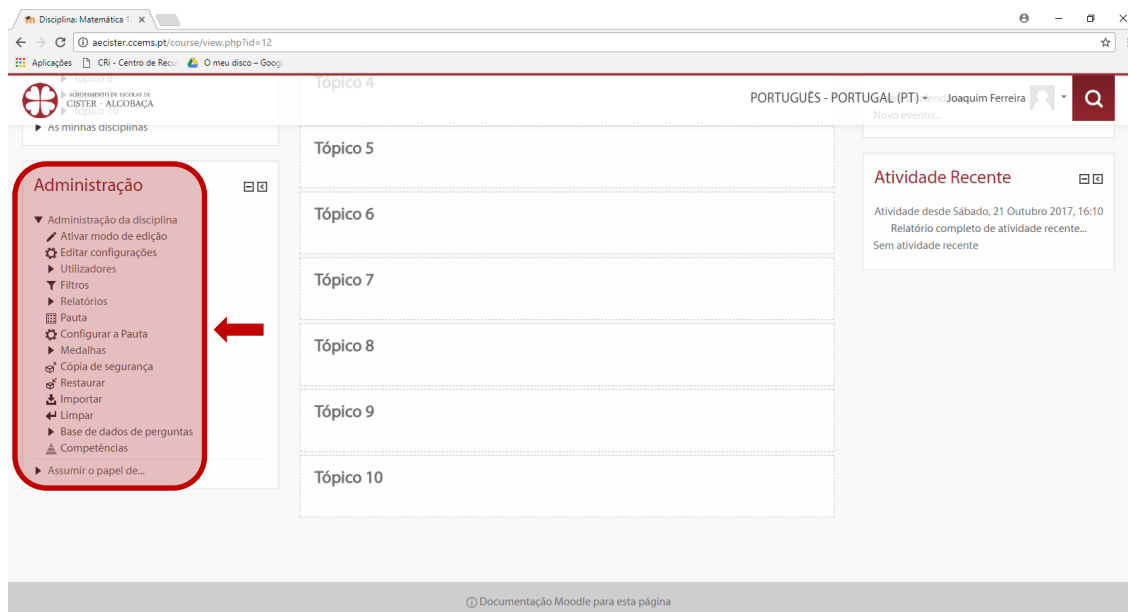 Disciplina: Matemática 1
aecister.ccems.pt/course/view.php?id=12
Aplicações CRi - Centro de Recu O meu disco – Goog
Tópico 8
AGRUPAMENTO DE ESCOLAS DE
CISTER - ALCOBAÇA
Tópico 10
As minhas disciplinas
PORTUGUÊS - PORTUGAL (PT) Joaquim Ferreira
Novo evento...
Administração
Administração da disciplina
Ativar modo de edição
Editar configurações
Utilizadores
Filtros
Relatórios
Pauta
Configurar a Pauta
Medalhas
Cópia de segurança
Restaurar
Importar
Limpar
Base de dados de perguntas
Competências
Assumir o papel de...
Tópico 4
Tópico 5
Tópico 6
Tópico 7
Tópico 8
Tópico 9
Tópico 10
Atividade Recente
Atividade desde Sábado, 21 Outubro 2017, 16:10
Relatório completo de atividade recente...
Sem atividade recente
Documentação Moodle para esta página